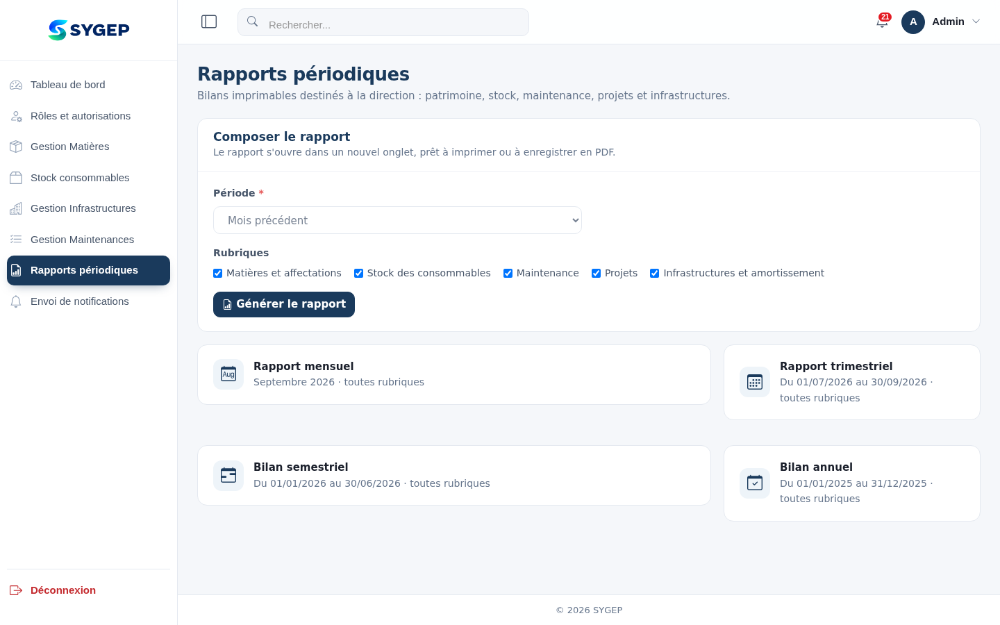 SYGEP
Rechercher...
21
A
Admin
Tableau de bord
Rôles et autorisations
Gestion Matières
Stock consommables
Gestion Infrastructures
Gestion Maintenances
Rapports périodiques
Envoi de notifications
Déconnexion
Rapports périodiques
Bilans imprimables destinés à la direction : patrimoine, stock, maintenance, projets et infrastructures.
Composer le rapport
Le rapport s'ouvre dans un nouvel onglet, prêt à imprimer ou à enregistrer en PDF.
Période *
Mois précédent
Rubriques
Matières et affectations
Stock des consommables
Maintenance
Projets
Infrastructures et amortissement
Générer le rapport
Aug
Rapport mensuel
Septembre 2026 · toutes rubriques
Rapport trimestriel
Du 01/07/2026 au 30/09/2026 ·
toutes rubriques
Bilan semestriel
Du 01/01/2026 au 30/06/2026 · toutes rubriques
Bilan annuel
Du 01/01/2025 au 31/12/2025 ·
toutes rubriques
© 2026 SYGEP